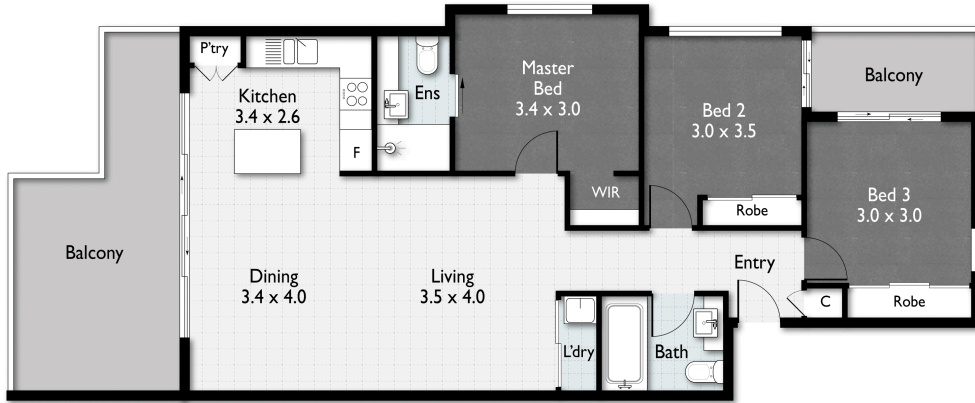 P'try
Kitchen
3.4 x 2.6
F
Ens
Master
Bed
3.4 x 3.0
WIR
Bed 2
3.0 x 3.5
Robe
Balcony
Bed 3
3.0 x 3.0
Robe
Balcony
Dining
3.4 x 4.0
Living
3.5 x 4.0
Entry
C
L'dry
Bath